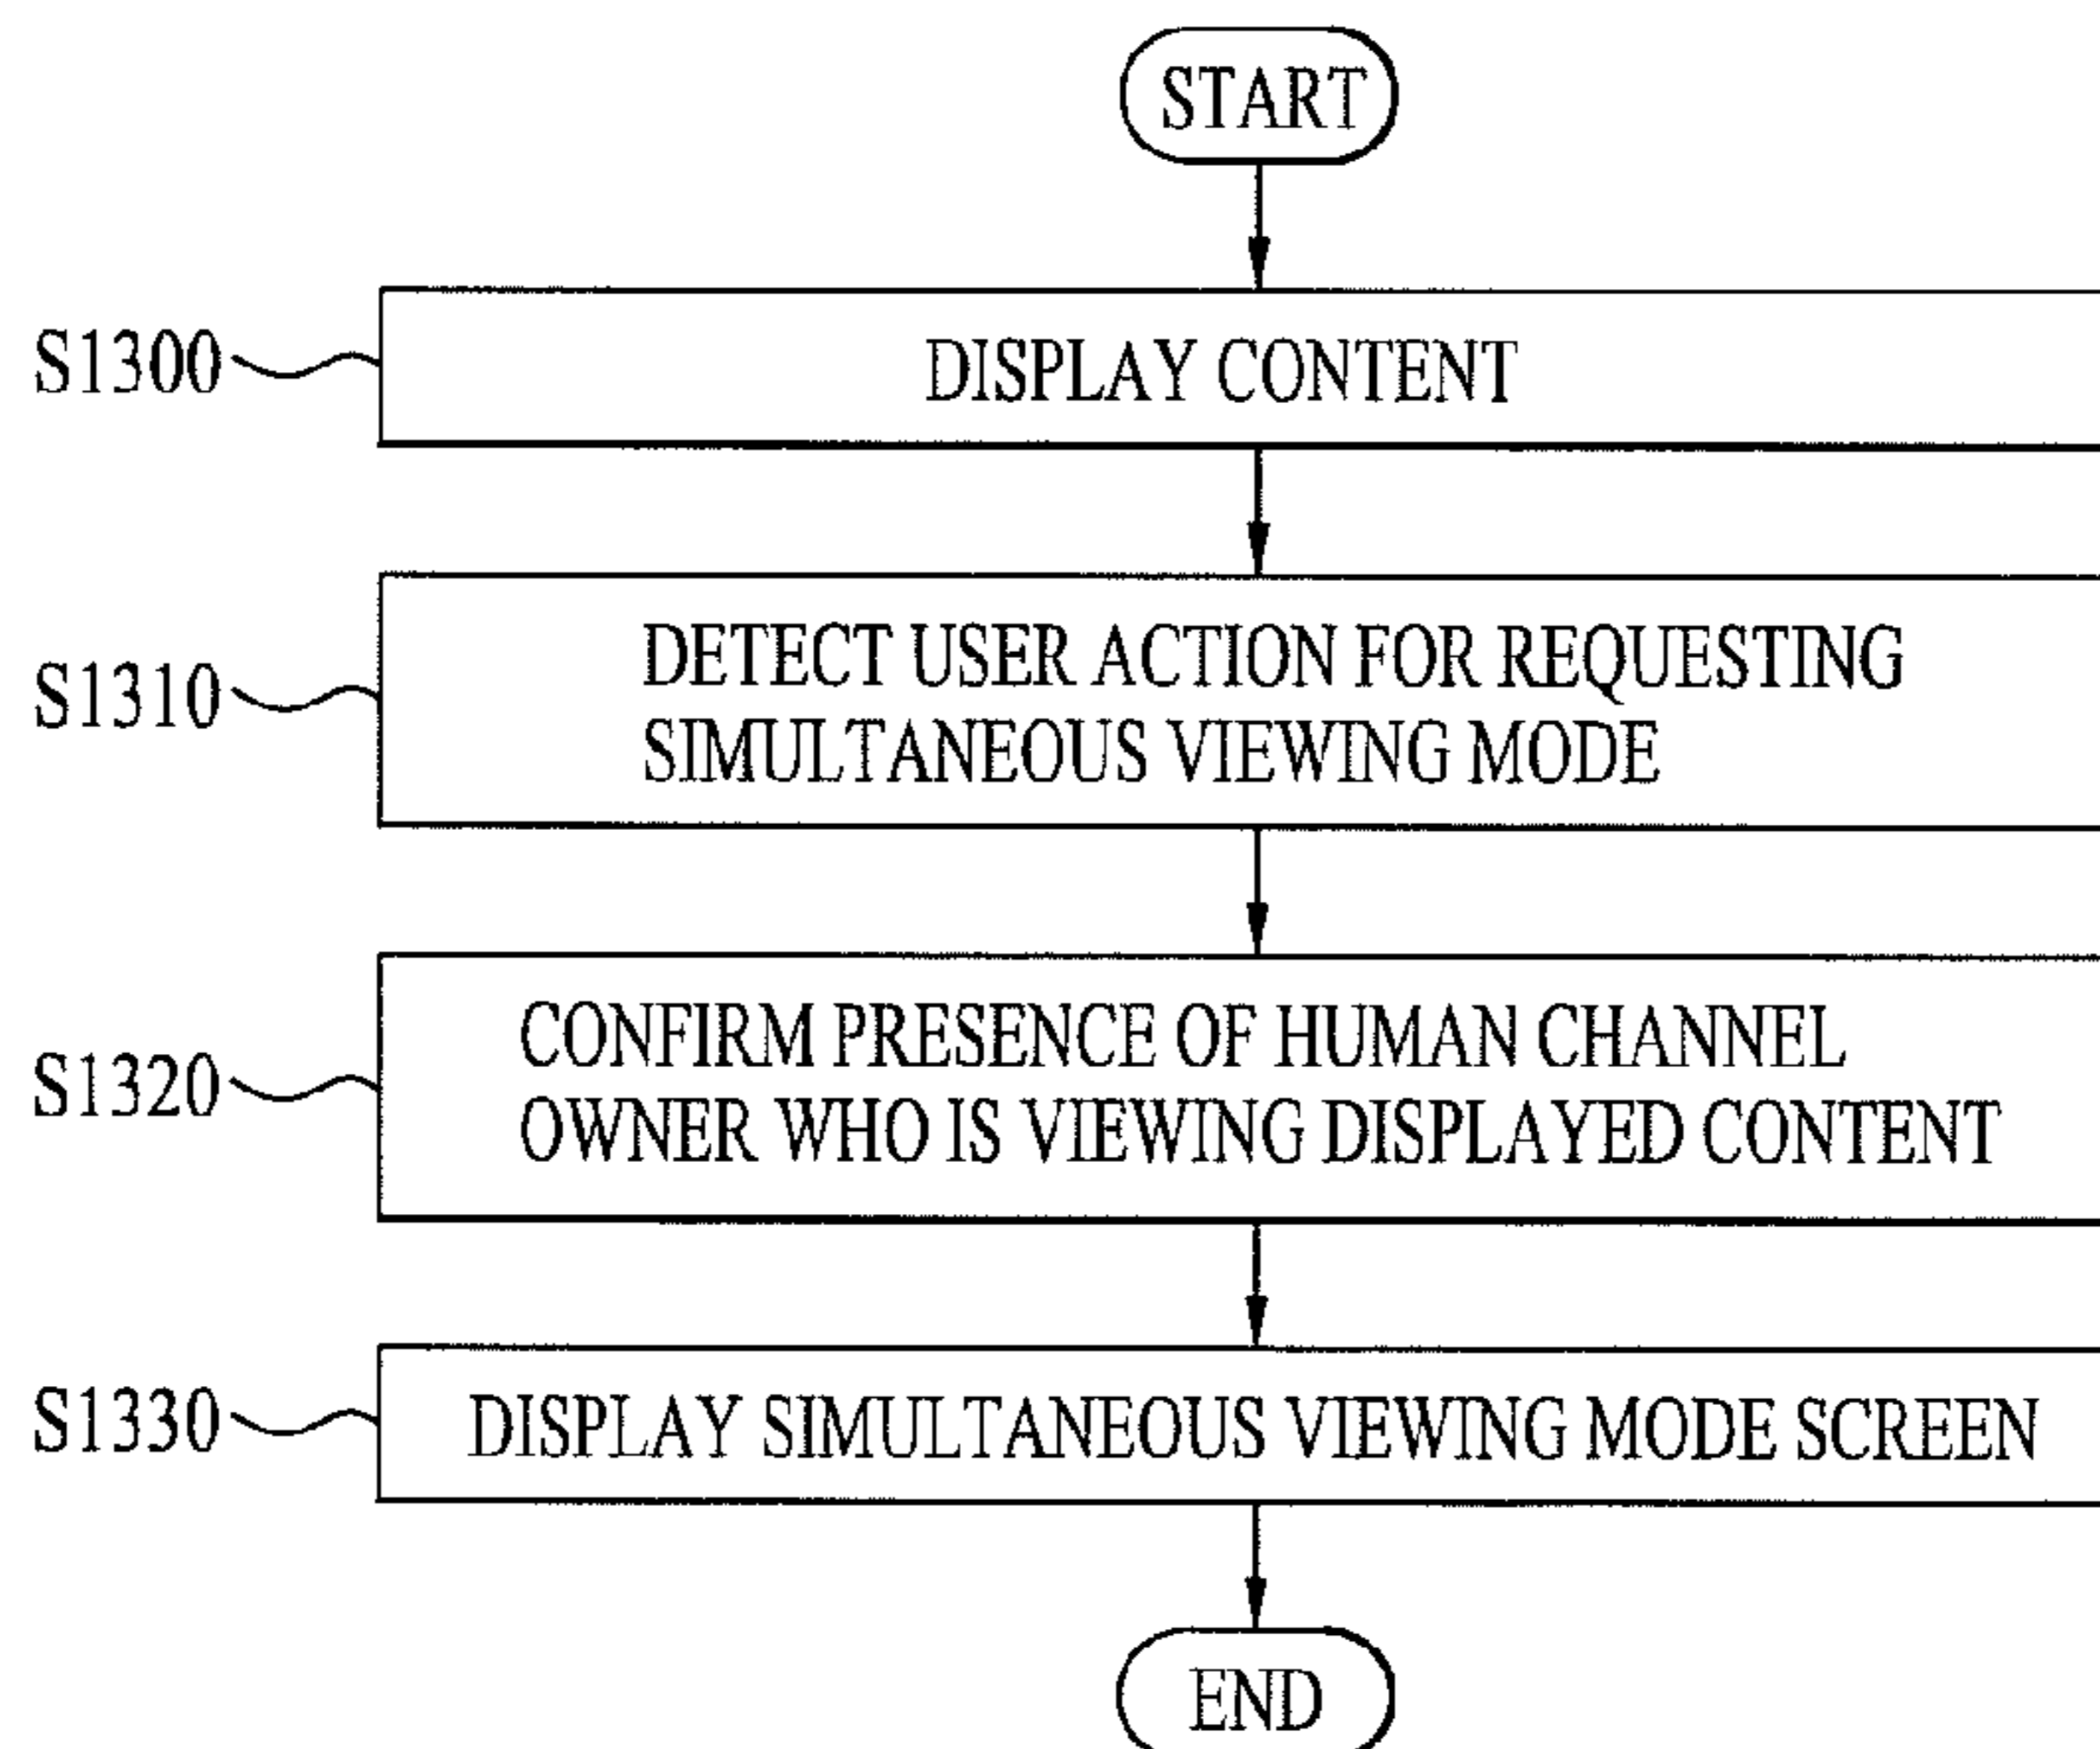 START
S1300
DISPLAY CONTENT
S1310
DETECT USER ACTION FOR REQUESTING
SIMULTANEOUS VIEWING MODE
S1320
CONFIRM PRESENCE OF HUMAN CHANNEL
OWNER WHO IS VIEWING DISPLAYED CONTENT
S1330
DISPLAY SIMULTANEOUS VIEWING MODE SCREEN
END